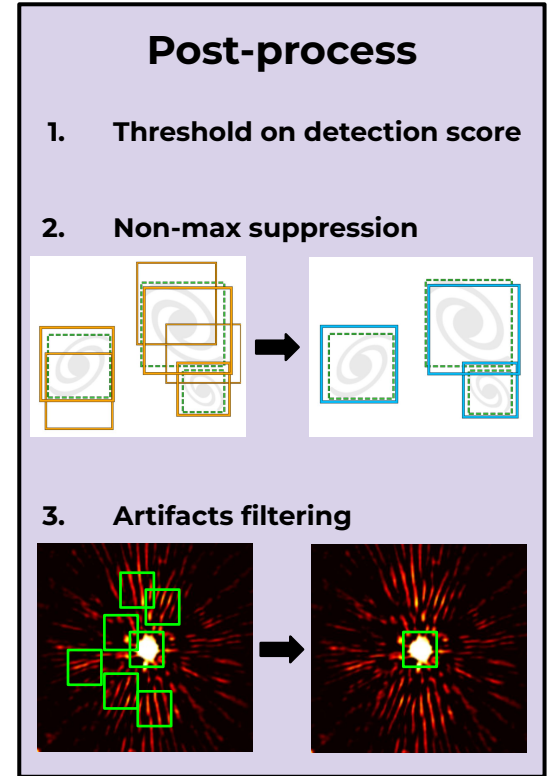 Post-process
1. Threshold on detection score
2. Non-max suppression
3. Artifacts filtering